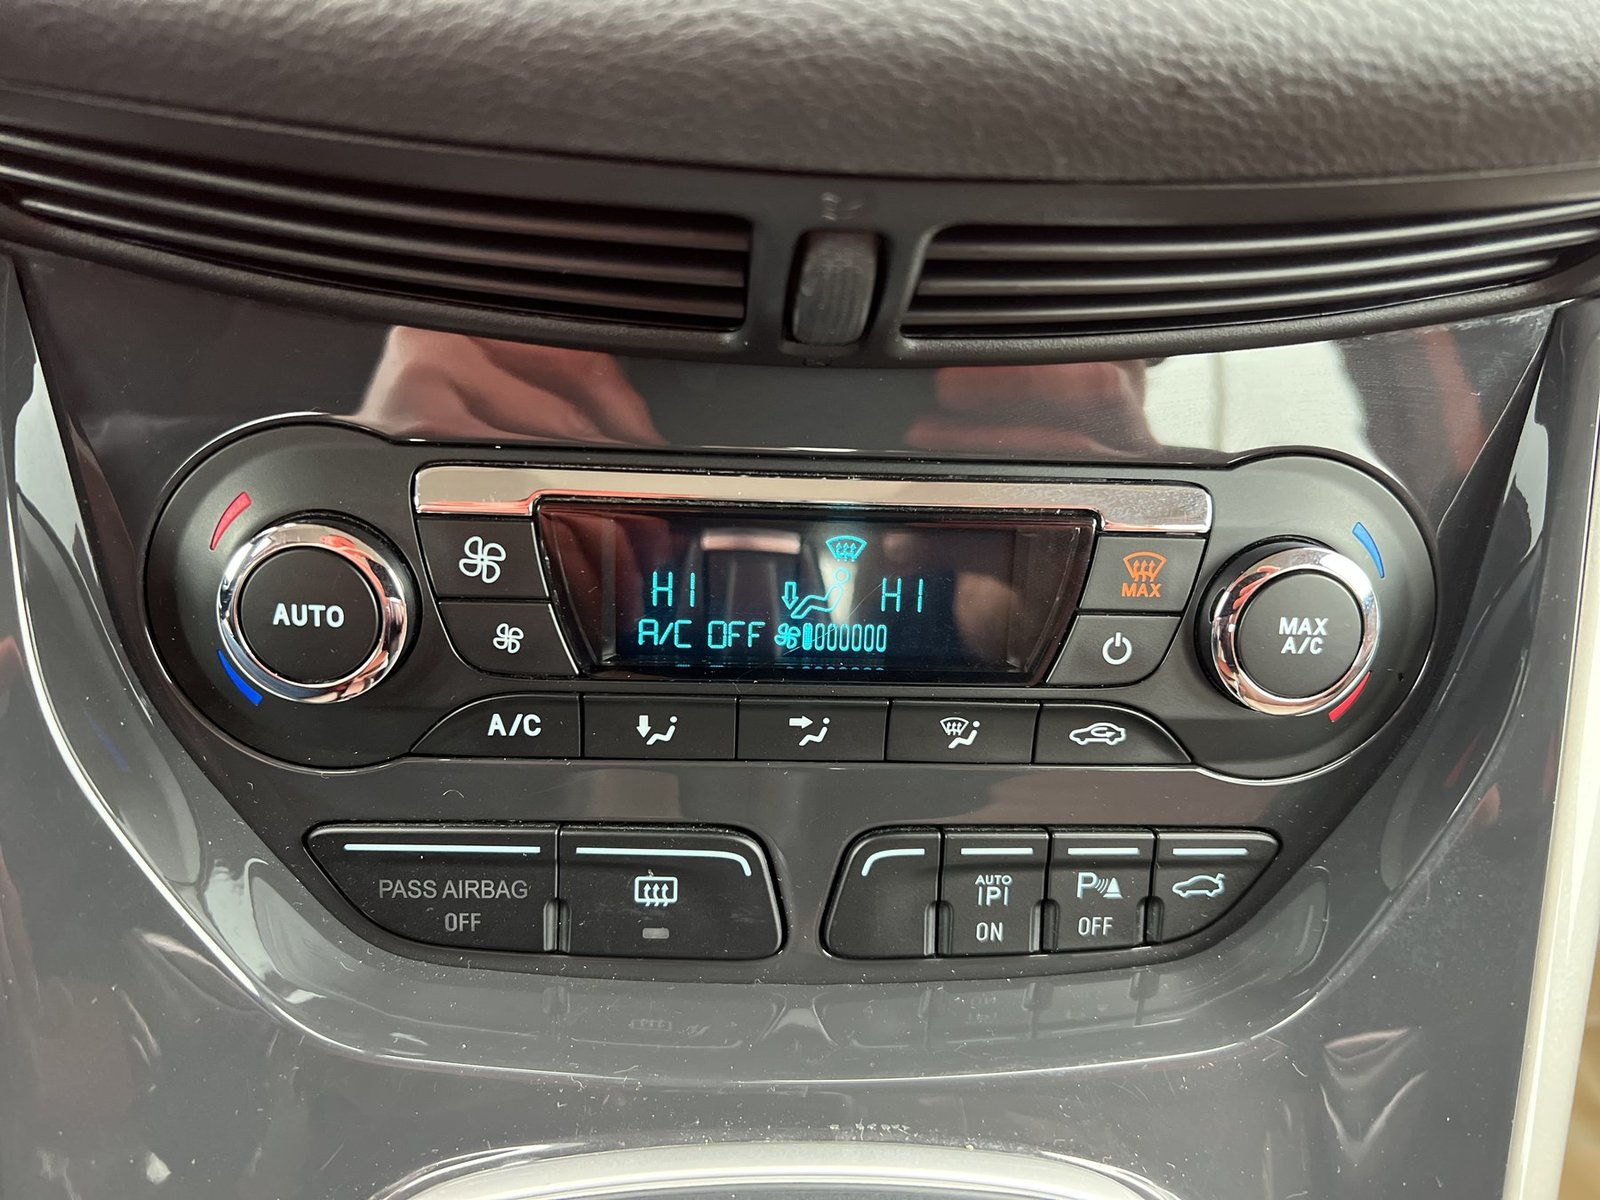 AUTO
HI
HI
A/C OFF
MAX
MAX
A/C
A/C
PASS AIRBAG
OFF
AUTO
P
ON
P
OFF